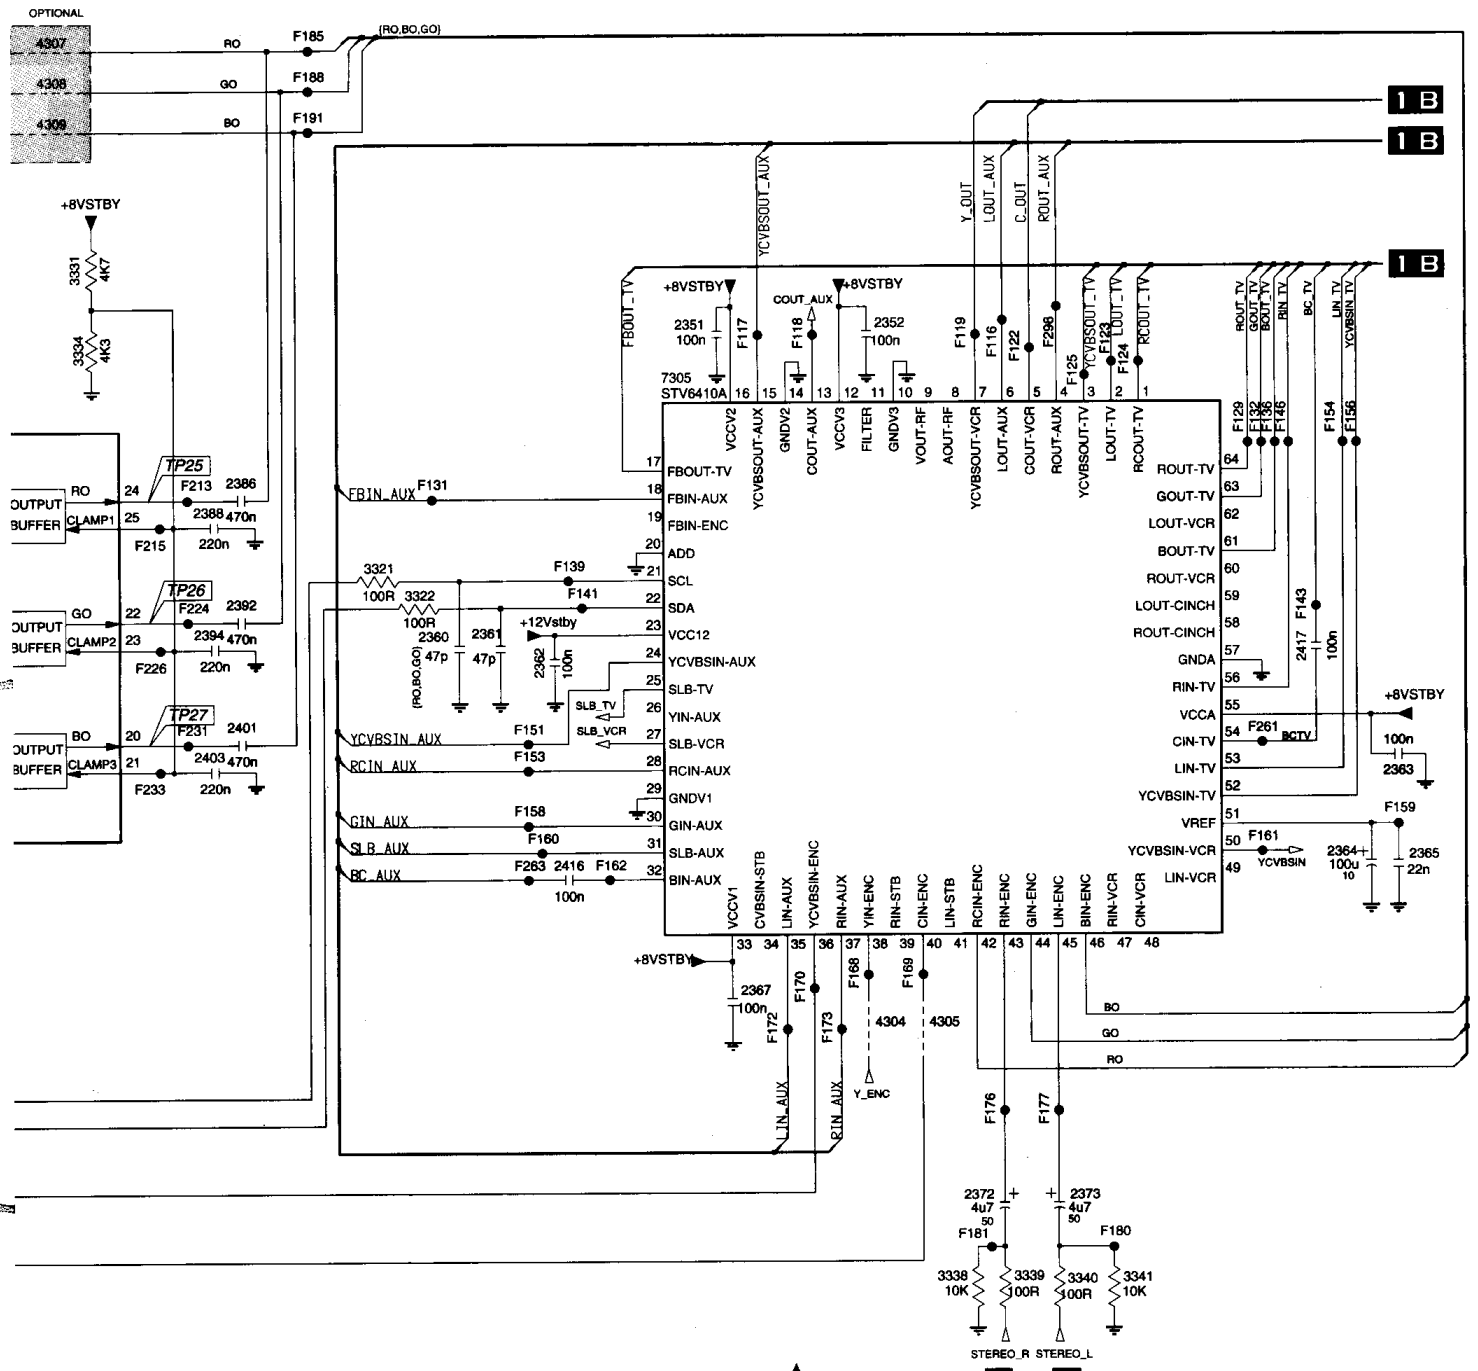 OPTIONAL
4307
RO
F185
{RO,BO,GO}
4308
GO
F188
4309
BO
F191
1 B
1 B
1 B
+8VSTBY
3331
4K7
3334
4K3
YCVBSOUT_AUX
Y_OUT
LOUT_AUX
C_OUT
ROUT_AUX
FBOUT_TV
+8VSTBY
2351
100n
F117
COUT_AUX
F118
+8VSTBY
2352
100n
F119
F116
F122
F298
F125
YCVBSOUT_TV
F123
LOUT_TV
F124
RCOUT_TV
ROUT_TV
GOUT_TV
BOUT_TV
RIN_TV
BC_TV
LIN_TV
YCVBSIN_TV
F129
F132
F136
F146
F154
F156
7305
STV6410A
16 15 14 13 12 11 10 9 8 7 6 5 4 3 2 1
VCCV2
YCVBSOUT-AUX
GNDV2
COUT-AUX
VCCV3
FILTER
GNDV3
VOUT-RF
AOUT-RF
YCVBSOUT-VCR
LOUT-AUX
COUT-VCR
ROUT-AUX
YCVBSOUT-TV
LOUT-TV
RCOUT-TV
17 FBOUT-TV
FBIN_AUX F131 18 FBIN-AUX
19 FBIN-ENC
20 ADD
3321
100R
F139
21 SCL
3322
100R
F141
22 SDA
2360
47p
2361
47p
+12Vstby
23 VCC12
2362
100n
24 YCVBSIN-AUX
25 SLB-TV
SLB_TV
26 YIN-AUX
SLB_VCR
27 SLB-VCR
{RO,BO,GO}
YCVBSIN_AUX F151
RCIN_AUX F153 28 RCIN-AUX
29 GNDV1
GIN_AUX F158 30 GIN-AUX
SLB_AUX F160 31 SLB-AUX
BC_AUX F263 2416 F162 32 BIN-AUX
100n
ROUT-TV 64
GOUT-TV 63
LOUT-VCR 62
BOUT-TV 61
ROUT-VCR 60
LOUT-CINCH 59
ROUT-CINCH 58
GNDA 57
RIN-TV 56
VCCA 55
CIN-TV 54 F261 BCTV
LIN-TV 53
YCVBSIN-TV 52
VREF 51 F159
YCVBSIN-VCR 50 F161
YCVBSIN
LIN-VCR 49
F143
2417
100n
+8VSTBY
100n
2363
2364 +
100u
10
2365
22n
OUTPUT
BUFFER
RO 24 TP25 F213 2386
470n
CLAMP1 25 F215 2388
220n
OUTPUT
BUFFER
GO 22 TP26 F224 2392
470n
CLAMP2 23 F226 2394
220n
OUTPUT
BUFFER
BO 20 TP27 F231 2401
470n
CLAMP3 21 F233 2403
220n
VCCV1
CVBSIN-STB
LIN-AUX
YCVBSIN-ENC
RIN-AUX
YIN-ENC
RIN-STB
CIN-ENC
LIN-STB
RCIN-ENC
RIN-ENC
GIN-ENC
LIN-ENC
BIN-ENC
RIN-VCR
CIN-VCR
33 34 35 36 37 38 39 40 41 42 43 44 45 46 47 48
+8VSTBY
2367
100n
F172
F170
F173
F168
F169
4304
4305
Y_ENC
LIN_AUX
RIN_AUX
BO
GO
RO
F176
F177
2372 +
4u7
50
F181
+ 2373
4u7
50
F180
3338
10K
3339
100R
3340
100R
3341
10K
STEREO_R STEREO_L